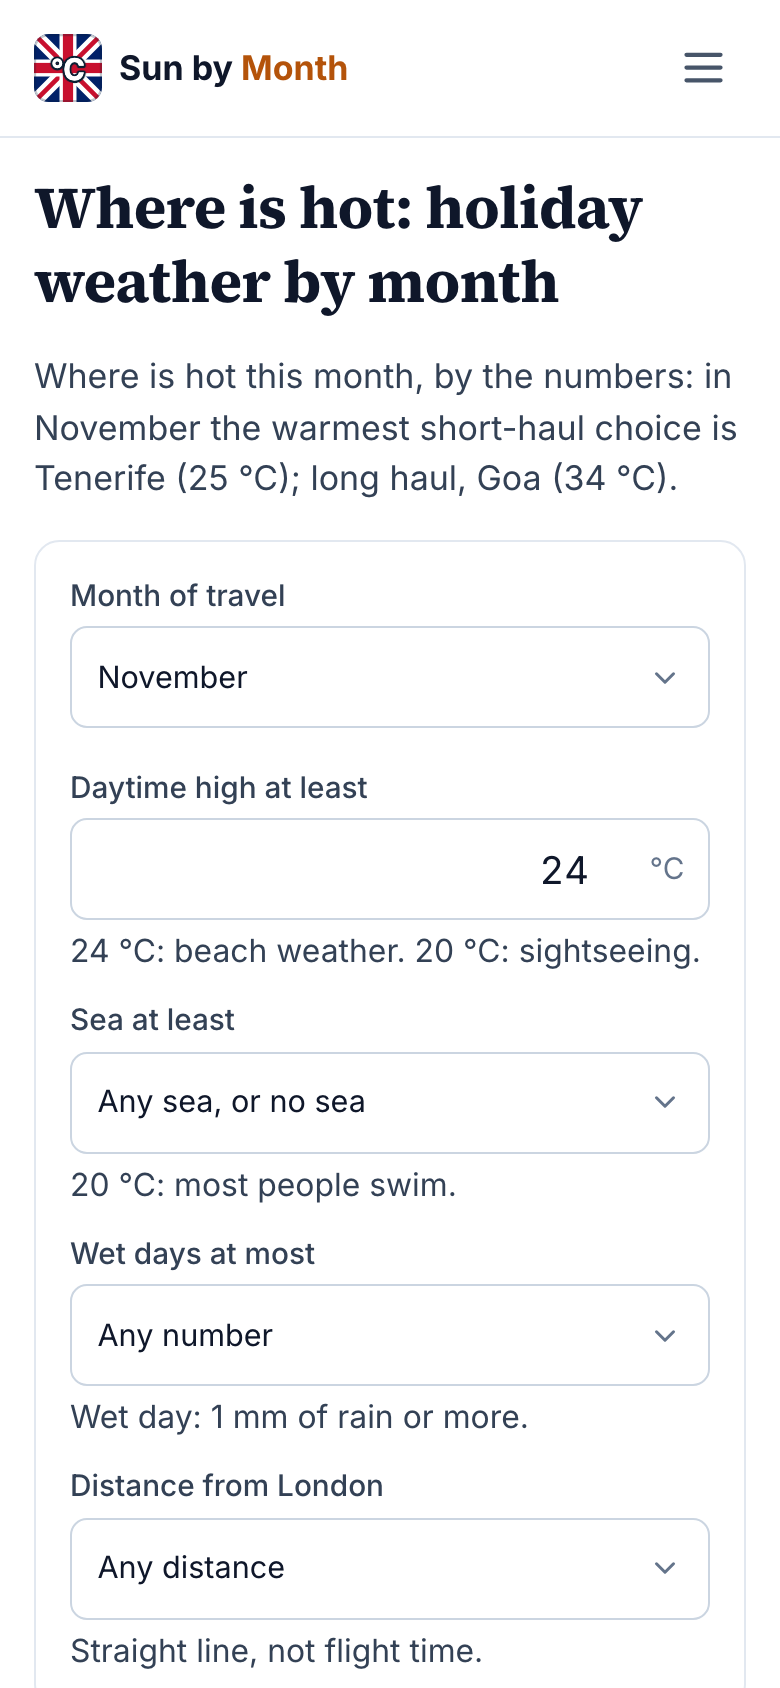 °C
Sun by Month
Where is hot: holiday
weather by month
Where is hot this month, by the numbers: in
November the warmest short-haul choice is
Tenerife (25 °C); long haul, Goa (34 °C).
Month of travel
November
Daytime high at least
24 °C
24 °C: beach weather. 20 °C: sightseeing.
Sea at least
Any sea, or no sea
20 °C: most people swim.
Wet days at most
Any number
Wet day: 1 mm of rain or more.
Distance from London
Any distance
Straight line, not flight time.